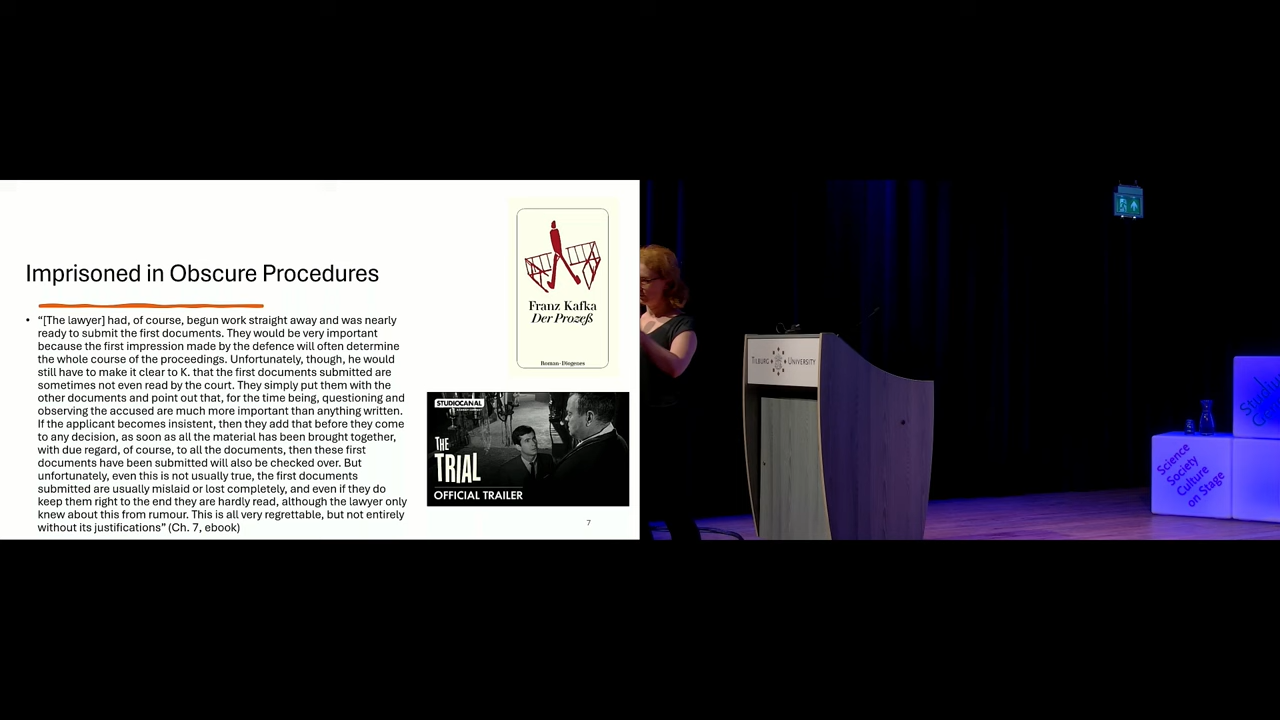 Imprisoned in Obscure Procedures
• “[The lawyer] had, of course, begun work straight away and was nearly
ready to submit the first documents. They would be very important
because the first impression made by the defence will often determine
the whole course of the proceedings. Unfortunately, though, he would
still have to make it clear to K. that the first documents submitted are
sometimes not even read by the court. They simply put them with the
other documents and point out that, for the time being, questioning and
observing the accused are much more important than anything written.
If the applicant becomes insistent, then they add that before they come
to any decision, as soon as all the material has been brought together,
with due regard, of course, to all the documents, then these first
documents have been submitted will also be checked over. But
unfortunately, even this is not usually true, the first documents
submitted are usually mislaid or lost completely, and even if they do
keep them right to the end they are hardly read, although the lawyer only
knew about this from rumour. This is all very regrettable, but not entirely
without its justifications” (Ch. 7, ebook)
Franz Kafka
Der Prozeß
Roman · Diogenes
STUDIOCANAL
THE
TRIAL
OFFICIAL TRAILER
7
TILBURG UNIVERSITY
Science
Society
Culture
on Stage